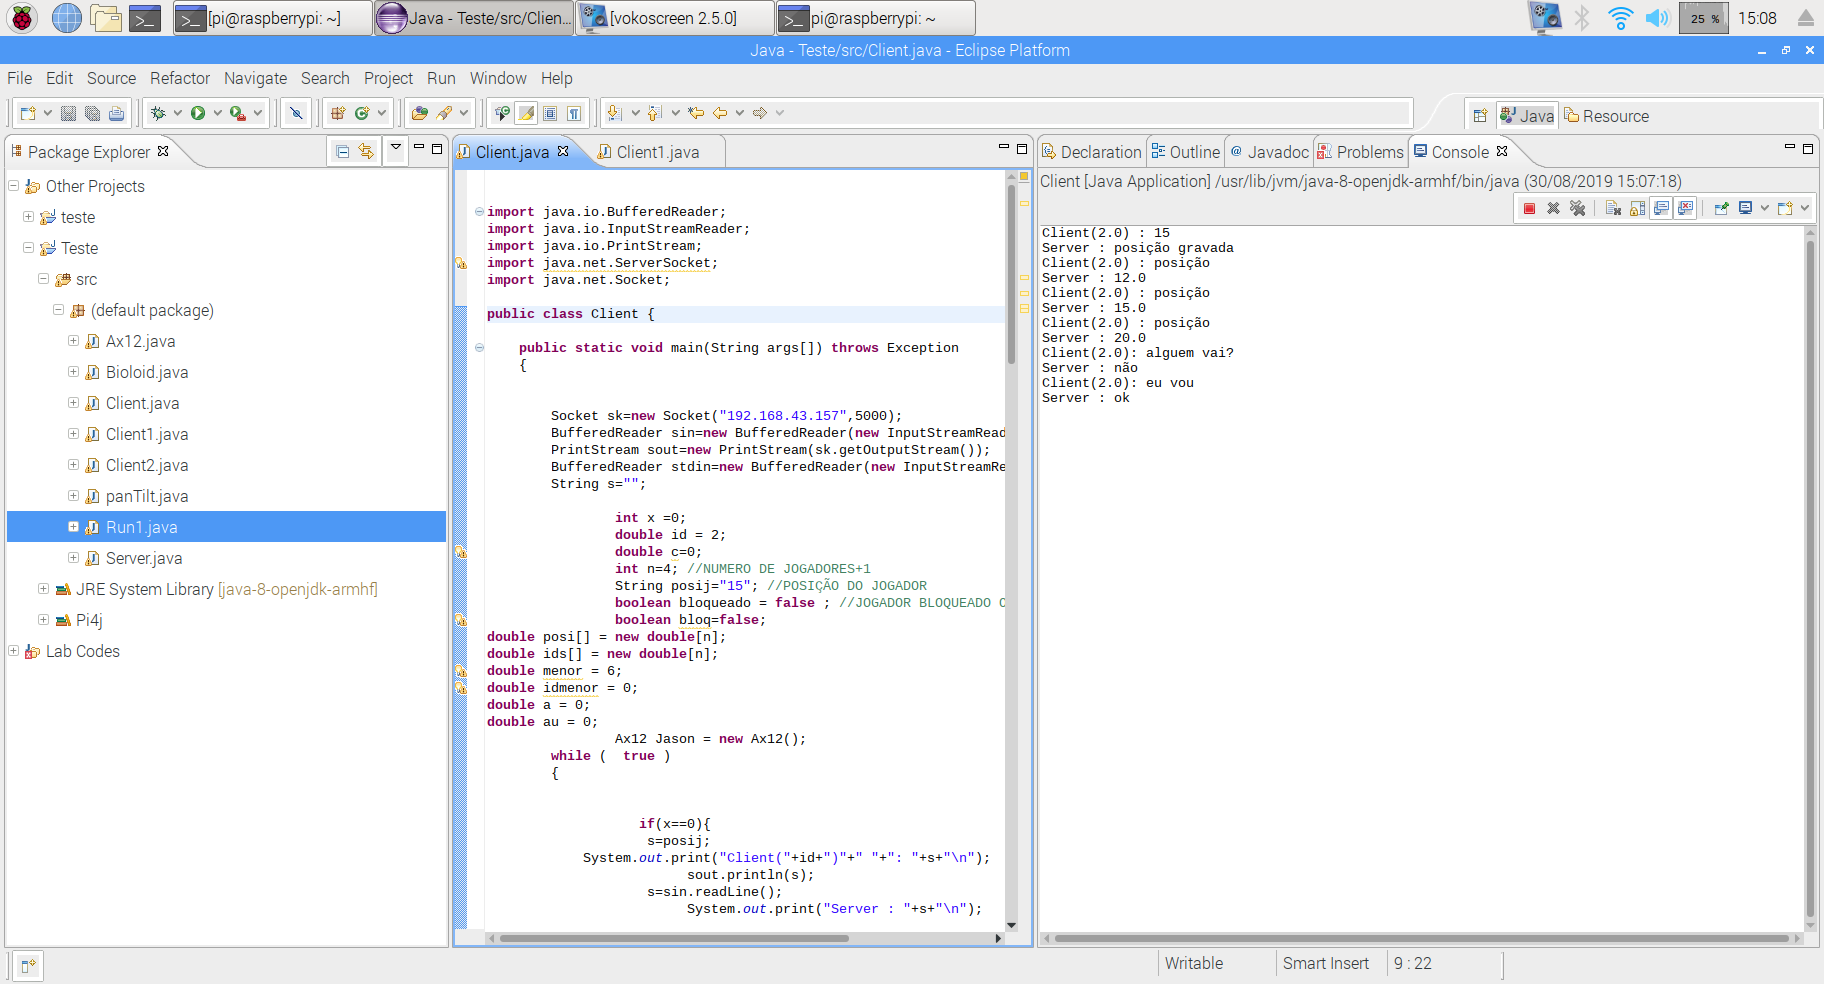 [pi@raspberrypi: ~]
Java - Teste/src/Clien...
[vokoscreen 2.5.0]
pi@raspberrypi: ~
25 %
15:08
Java - Teste/src/Client.java - Eclipse Platform
File Edit Source Refactor Navigate Search Project Run Window Help
Java
Resource
Package Explorer
Other Projects
teste
Teste
src
(default package)
Ax12.java
Bioloid.java
Client.java
Client1.java
Client2.java
panTilt.java
Run1.java
Server.java
JRE System Library [java-8-openjdk-armhf]
Pi4j
Lab Codes
Client.java
Client1.java
import java.io.BufferedReader;
import java.io.InputStreamReader;
import java.io.PrintStream;
import java.net.ServerSocket;
import java.net.Socket;
public class Client {
public static void main(String args[]) throws Exception
{
Socket sk=new Socket("192.168.43.157",5000);
BufferedReader sin=new BufferedReader(new InputStreamRead
PrintStream sout=new PrintStream(sk.getOutputStream());
BufferedReader stdin=new BufferedReader(new InputStreamRe
String s="";
int x =0;
double id = 2;
double c=0;
int n=4; //NUMERO DE JOGADORES+1
String posij="15"; //POSIÇÃO DO JOGADOR
boolean bloqueado = false ; //JOGADOR BLOQUEADO O
boolean bloq=false;
double posi[] = new double[n];
double ids[] = new double[n];
double menor = 6;
double idmenor = 0;
double a = 0;
double au = 0;
Ax12 Jason = new Ax12();
while (  true )
{
if(x==0){
s=posij;
System.out.print("Client("+id+")"+" "+": "+s+"\n");
sout.println(s);
s=sin.readLine();
System.out.print("Server : "+s+"\n");
Declaration
Outline
@ Javadoc
Problems
Console
Client [Java Application] /usr/lib/jvm/java-8-openjdk-armhf/bin/java (30/08/2019 15:07:18)
Client(2.0) : 15
Server : posição gravada
Client(2.0) : posição
Server : 12.0
Client(2.0) : posição
Server : 15.0
Client(2.0) : posição
Server : 20.0
Client(2.0): alguem vai?
Server : não
Client(2.0): eu vou
Server : ok
Writable
Smart Insert
9 : 22